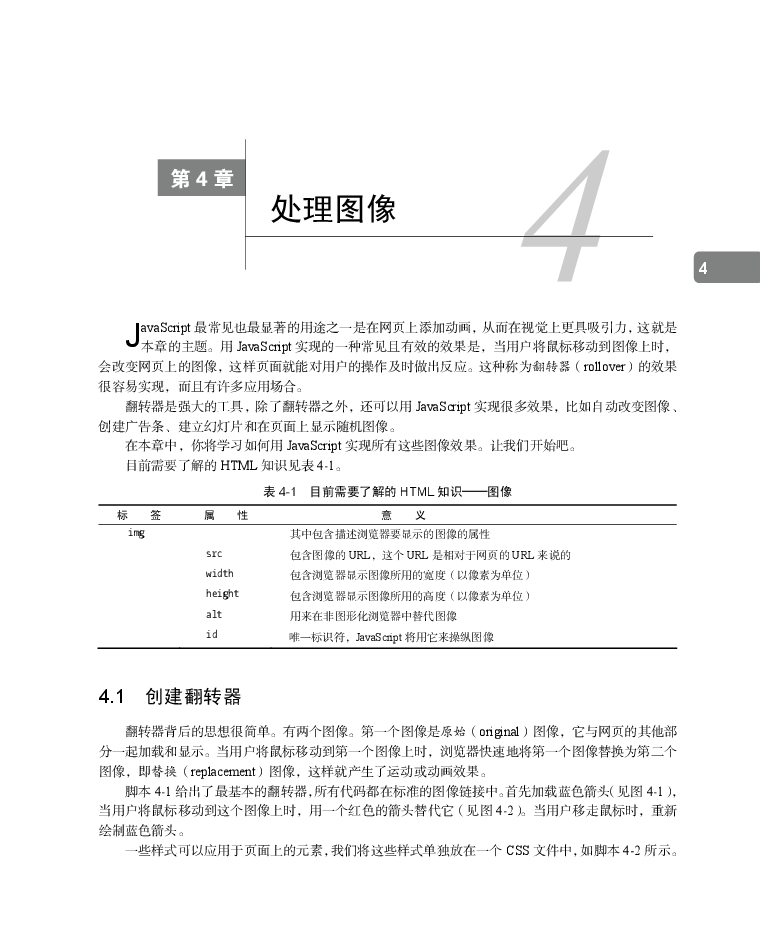 第 4 章
处理图像
4
4
JavaScript 最常见也最显著的用途之一是在网页上添加动画，从而在视觉上更具吸引力，这就是
本章的主题。用 JavaScript 实现的一种常见且有效的效果是，当用户将鼠标移动到图像上时，
会改变网页上的图像，这样页面就能对用户的操作及时做出反应。这种称为翻转器（rollover）的效果
很容易实现，而且有许多应用场合。
翻转器是强大的工具，除了翻转器之外，还可以用 JavaScript 实现很多效果，比如自动改变图像、
创建广告条、建立幻灯片和在页面上显示随机图像。
在本章中，你将学习如何用 JavaScript 实现所有这些图像效果。让我们开始吧。
目前需要了解的 HTML 知识见表 4-1。
表 4-1 目前需要了解的 HTML 知识——图像
标 签 属 性 意 义
img 其中包含描述浏览器要显示的图像的属性
src 包含图像的 URL，这个 URL 是相对于网页的 URL 来说的
width 包含浏览器显示图像所用的宽度（以像素为单位）
height 包含浏览器显示图像所用的高度（以像素为单位）
alt 用来在非图形化浏览器中替代图像
id 唯一标识符，JavaScript 将用它来操纵图像
4.1 创建翻转器
翻转器背后的思想很简单。有两个图像。第一个图像是原始（original）图像，它与网页的其他部
分一起加载和显示。当用户将鼠标移动到第一个图像上时，浏览器快速地将第一个图像替换为第二个
图像，即替换（replacement）图像，这样就产生了运动或动画效果。
脚本 4-1 给出了最基本的翻转器，所有代码都在标准的图像链接中。首先加载蓝色箭头（见图 4-1），
当用户将鼠标移动到这个图像上时，用一个红色的箭头替代它（见图 4-2）。当用户移走鼠标时，重新
绘制蓝色箭头。
一些样式可以应用于页面上的元素，我们将这些样式单独放在一个 CSS 文件中，如脚本 4-2 所示。